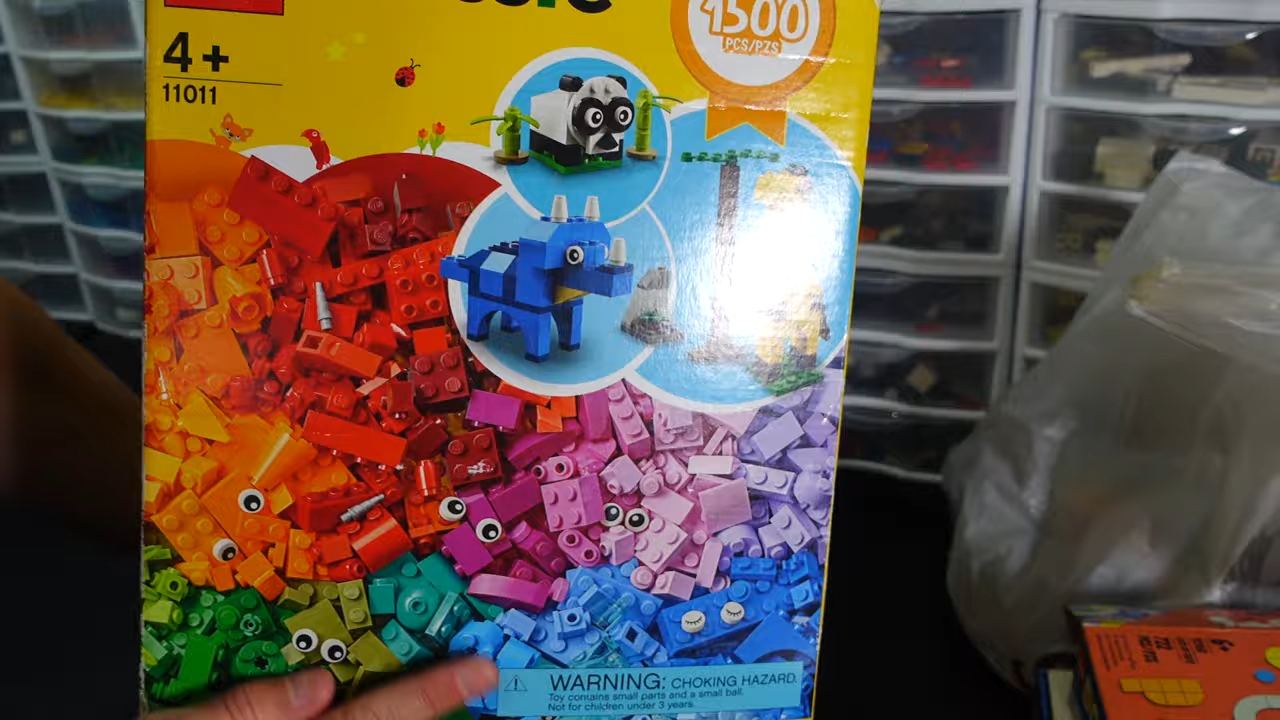 4+
11011
1500
PCS/PZS
WARNING: CHOKING HAZARD.
Toy contains small parts and a small ball.
Not for children under 3 years.
6+